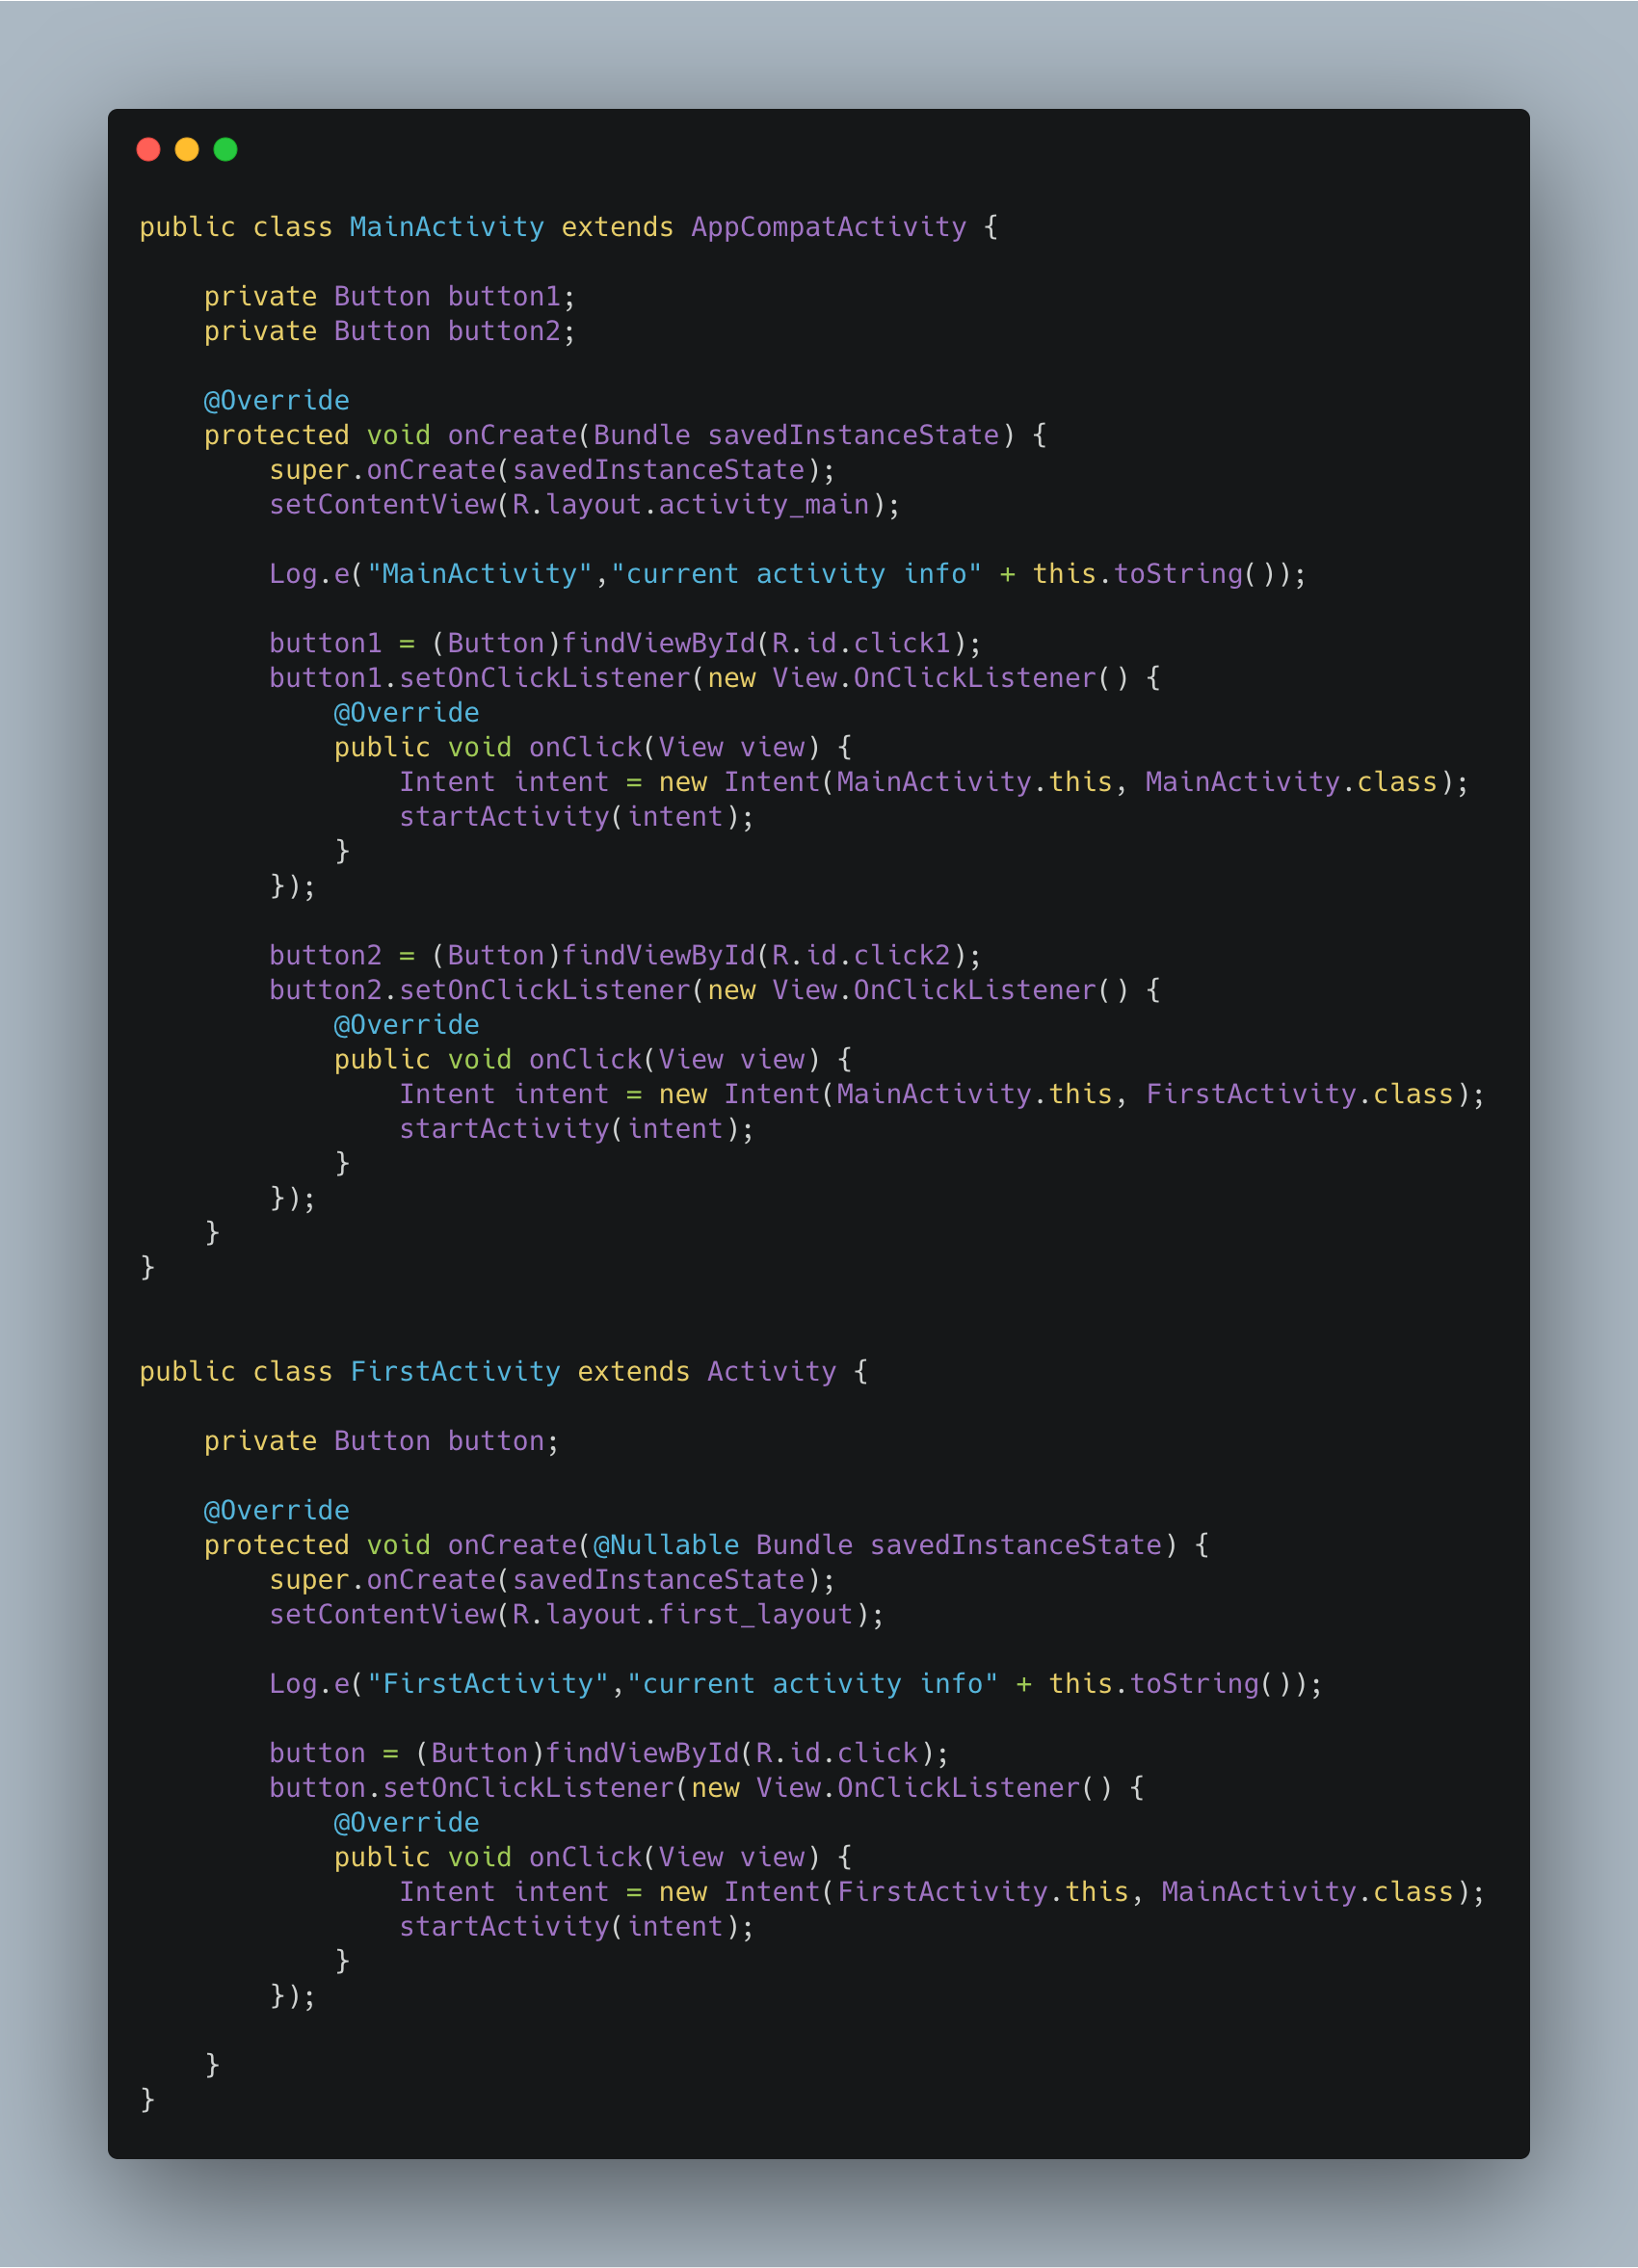 public class MainActivity extends AppCompatActivity {
    private Button button1;
    private Button button2;
    @Override
    protected void onCreate(Bundle savedInstanceState) {
        super.onCreate(savedInstanceState);
        setContentView(R.layout.activity_main);
        Log.e("MainActivity","current activity info" + this.toString());
        button1 = (Button)findViewById(R.id.click1);
        button1.setOnClickListener(new View.OnClickListener() {
            @Override
            public void onClick(View view) {
                Intent intent = new Intent(MainActivity.this, MainActivity.class);
                startActivity(intent);
            }
        });
        button2 = (Button)findViewById(R.id.click2);
        button2.setOnClickListener(new View.OnClickListener() {
            @Override
            public void onClick(View view) {
                Intent intent = new Intent(MainActivity.this, FirstActivity.class);
                startActivity(intent);
            }
        });
    }
}
public class FirstActivity extends Activity {
    private Button button;
    @Override
    protected void onCreate(@Nullable Bundle savedInstanceState) {
        super.onCreate(savedInstanceState);
        setContentView(R.layout.first_layout);
        Log.e("FirstActivity","current activity info" + this.toString());
        button = (Button)findViewById(R.id.click);
        button.setOnClickListener(new View.OnClickListener() {
            @Override
            public void onClick(View view) {
                Intent intent = new Intent(FirstActivity.this, MainActivity.class);
                startActivity(intent);
            }
        });
    }
}